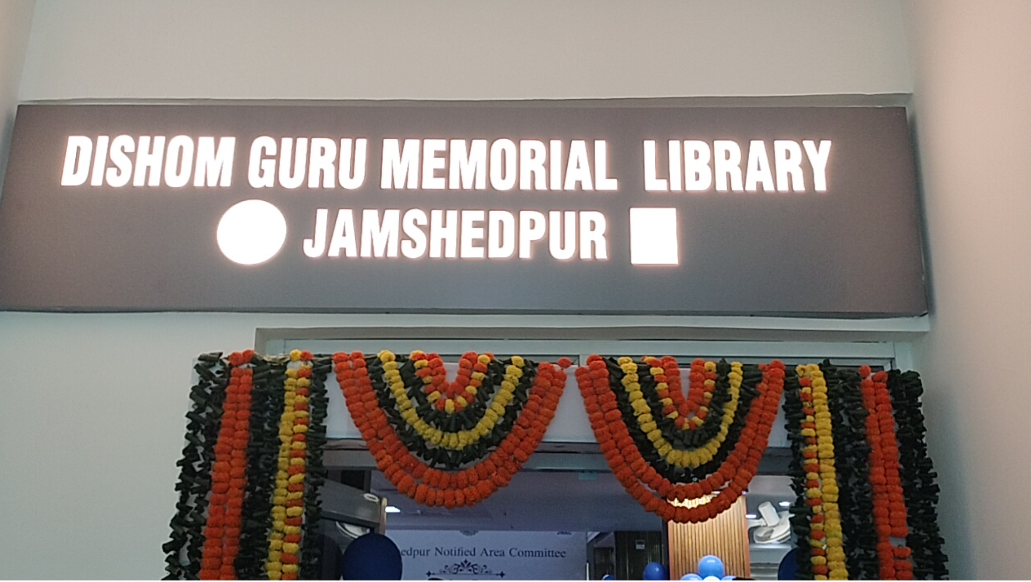 DISHOM GURU MEMORIAL LIBRARY
JAMSHEDPUR
edpur Notified Area Committee